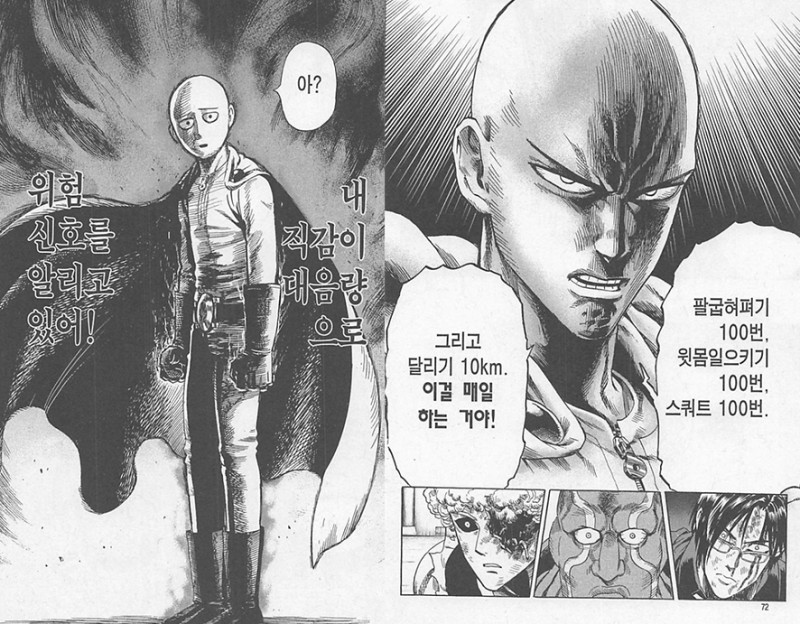 팔굽혀펴기
100번,
윗몸일으키기
100번,
스쿼트 100번.
그리고
달리기 10km.
이걸 매일
하는 거야!
72
아?
내
직감이
대음량
으로
위험
신호를
알리고
있어!